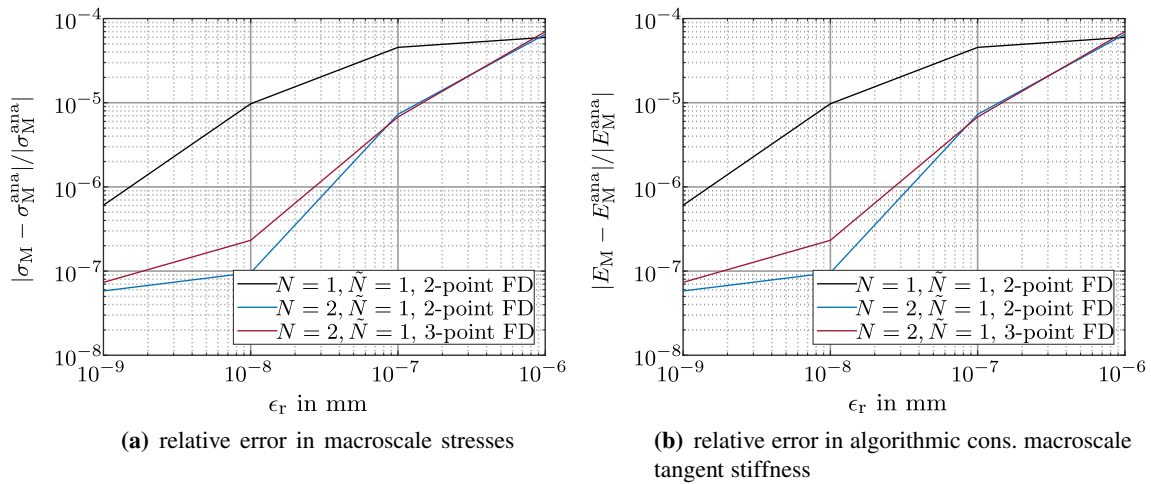 10⁻⁴
10⁻⁵
10⁻⁶
10⁻⁷
10⁻⁸
|σ_M − σ_M^ana|/|σ_M^ana|
N = 1, Ñ = 1, 2-point FD
N = 2, Ñ = 1, 2-point FD
N = 2, Ñ = 1, 3-point FD
10⁻⁹ 10⁻⁸ 10⁻⁷ 10⁻⁶
ϵ_r in mm
(a) relative error in macroscale stresses
10⁻⁴
10⁻⁵
10⁻⁶
10⁻⁷
10⁻⁸
|E_M − E_M^ana|/|E_M^ana|
N = 1, Ñ = 1, 2-point FD
N = 2, Ñ = 1, 2-point FD
N = 2, Ñ = 1, 3-point FD
10⁻⁹ 10⁻⁸ 10⁻⁷ 10⁻⁶
ϵ_r in mm
(b) relative error in algorithmic cons. macroscale
tangent stiffness